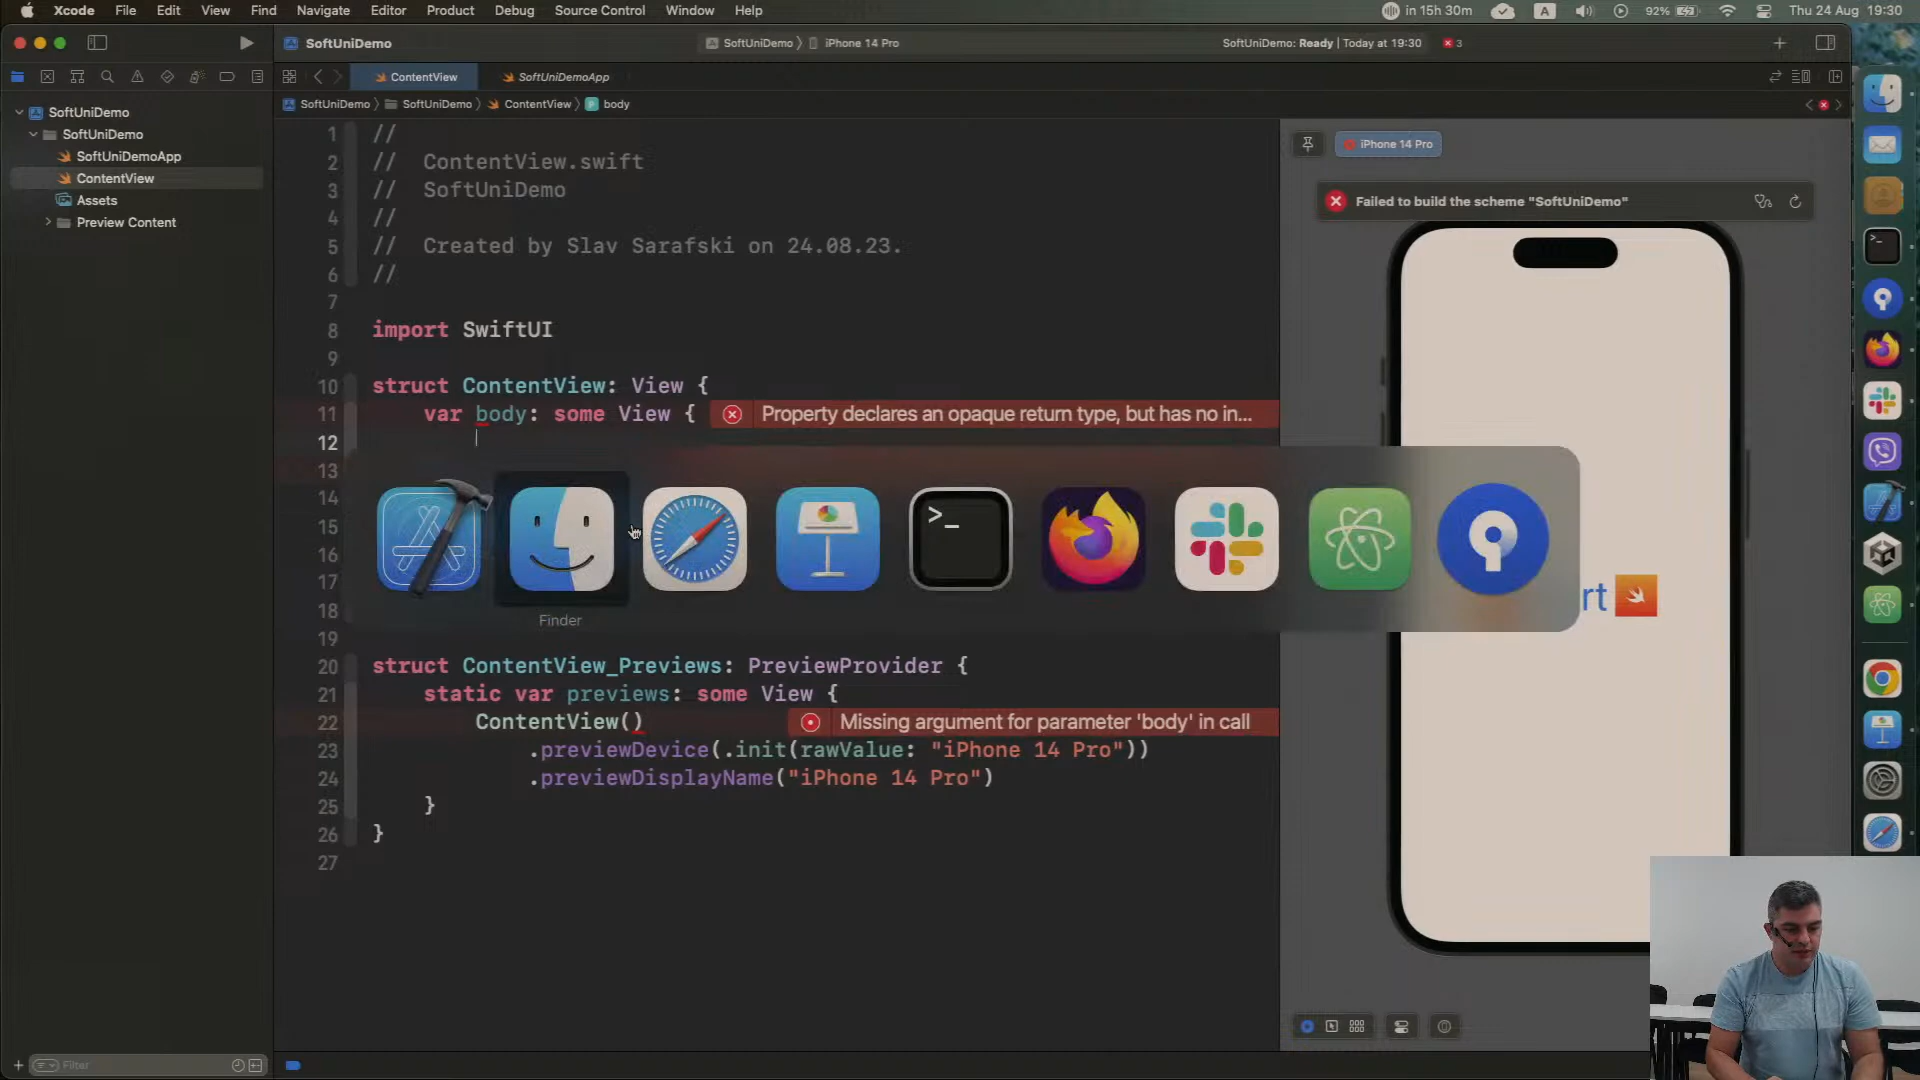 Xcode File Edit View Find Navigate Editor Product Debug Source Control Window Help
in 15h 30m A 92% Thu 24 Aug 19:30
SoftUniDemo
SoftUniDemo iPhone 14 Pro
SoftUniDemo: Ready | Today at 19:30
3
ContentView
SoftUniDemoApp
SoftUniDemo SoftUniDemo ContentView body
SoftUniDemo
SoftUniDemo
SoftUniDemoApp
ContentView
Assets
Preview Content
Filter
1 //
2 // ContentView.swift
3 // SoftUniDemo
4 //
5 // Created by Slav Sarafski on 24.08.23.
6 //
7
8 import SwiftUI
9
10 struct ContentView: View {
11 var body: some View { Property declares an opaque return type, but has no in...
12
13
14
15
16
17
18
19
20 struct ContentView_Previews: PreviewProvider {
21 static var previews: some View {
22 ContentView() Missing argument for parameter 'body' in call
23 .previewDevice(.init(rawValue: "iPhone 14 Pro"))
24 .previewDisplayName("iPhone 14 Pro")
25 }
26 }
27
>_
Finder
iPhone 14 Pro
Failed to build the scheme "SoftUniDemo"
rt